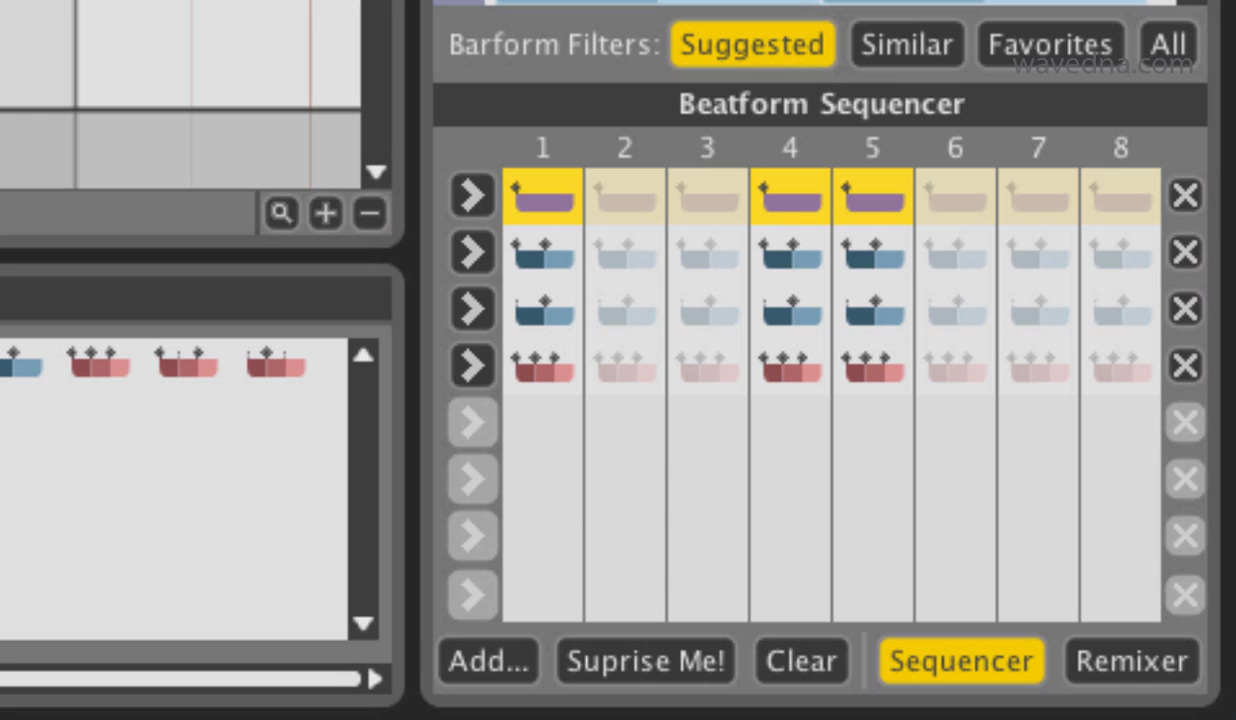 Barform Filters: Suggested Similar Favorites All
wavedna.com
Beatform Sequencer
1 2 3 4 5 6 7 8
Add... Suprise Me! Clear Sequencer Remixer